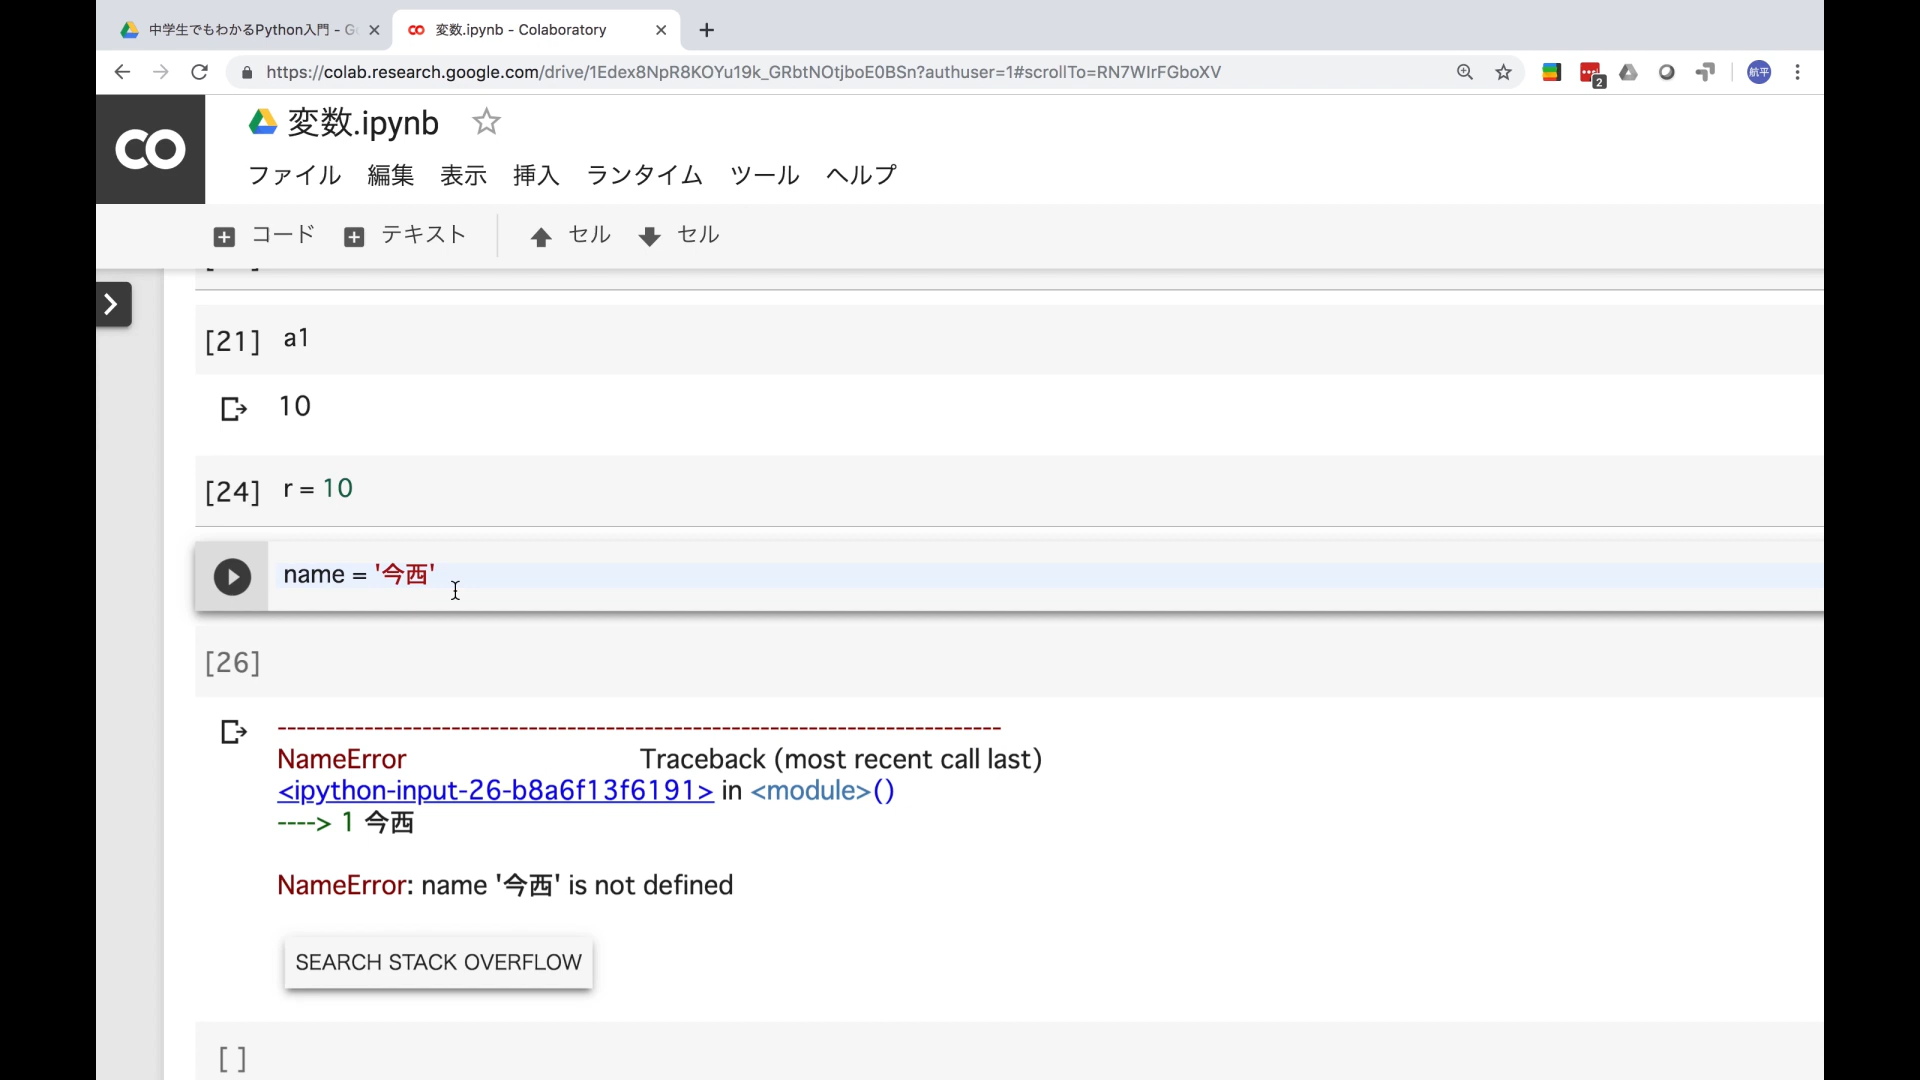 中学生でもわかるPython入門 - G
変数.ipynb - Colaboratory
https://colab.research.google.com/drive/1Edex8NpR8KOYu19k_GRbtNOtjboE0BSn?authuser=1#scrollTo=RN7WIrFGboXV
2
航平
CO
変数.ipynb
ファイル 編集 表示 挿入 ランタイム ツール ヘルプ
コード テキスト セル セル
[21] a1
10
[24] r = 10
name = '今西'
[26]
---------------------------------------------------------------------------
NameError Traceback (most recent call last)
<ipython-input-26-b8a6f13f6191> in <module>()
----> 1 今西
NameError: name '今西' is not defined
SEARCH STACK OVERFLOW
[ ]